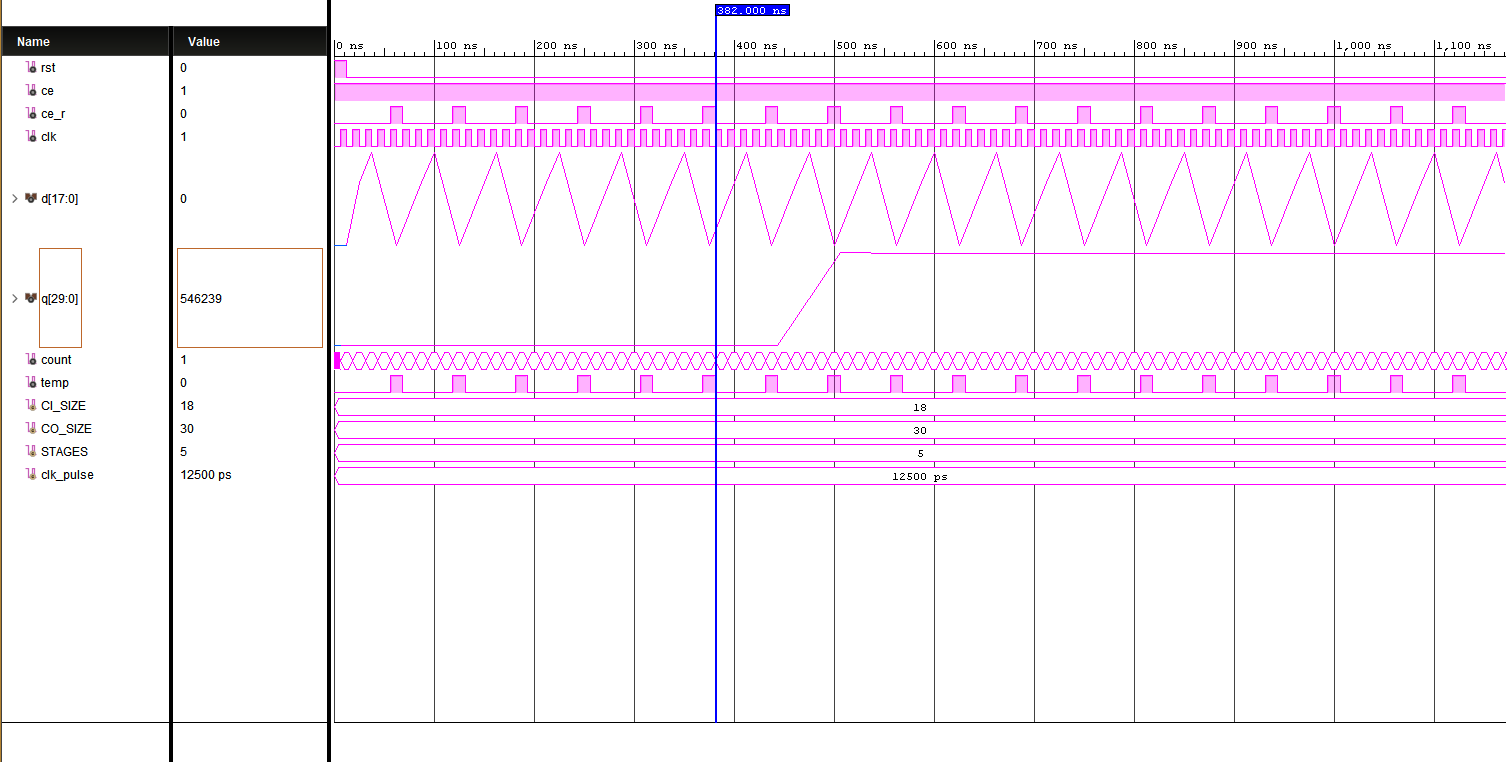 382.000 ns
Name Value
0 ns 100 ns 200 ns 300 ns 400 ns 500 ns 600 ns 700 ns 800 ns 900 ns 1,000 ns 1,100 ns
rst 0
ce 1
ce_r 0
clk 1
d[17:0] 0
q[29:0] 546239
count 1
temp 0
CI_SIZE 18 18
CO_SIZE 30 30
STAGES 5 5
clk_pulse 12500 ps 12500 ps